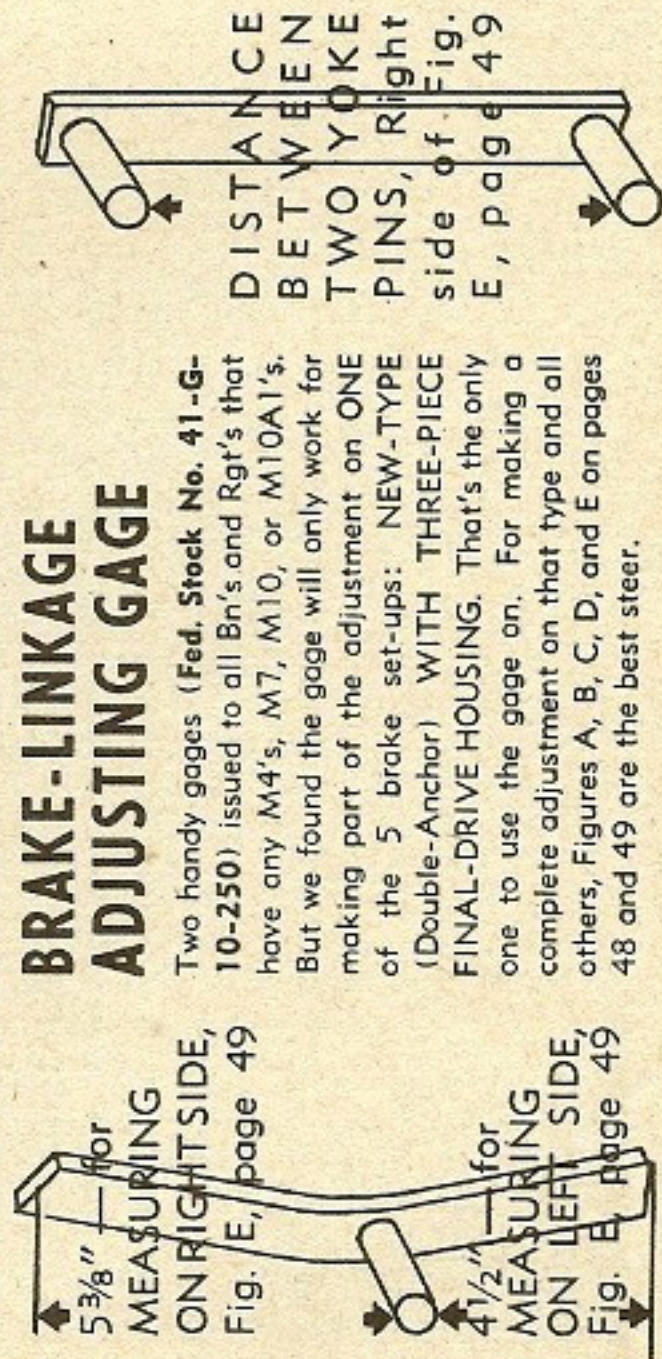 BRAKE-LINKAGE
ADJUSTING GAGE
Two handy gages (Fed. Stock No. 41-G-
10-250) issued to all Bn's and Rgt's that
have any M4's, M7, M10, or M10A1's.
But we found the gage will only work for
making part of the adjustment on ONE
of the 5 brake set-ups: NEW-TYPE
(Double-Anchor) WITH THREE-PIECE
FINAL-DRIVE HOUSING. That's the only
one to use the gage on. For making a
complete adjustment on that type and all
others, Figures A, B, C, D, and E on pages
48 and 49 are the best steer.
5 3/8" — for
MEASURING
ON RIGHT SIDE,
Fig. E, page 49
4 1/2" — for
MEASURING
ON LEFT SIDE,
Fig. E, page 49
DISTANCE
BETWEEN
TWO YOKE
PINS, Right
side of Fig.
E, page 49